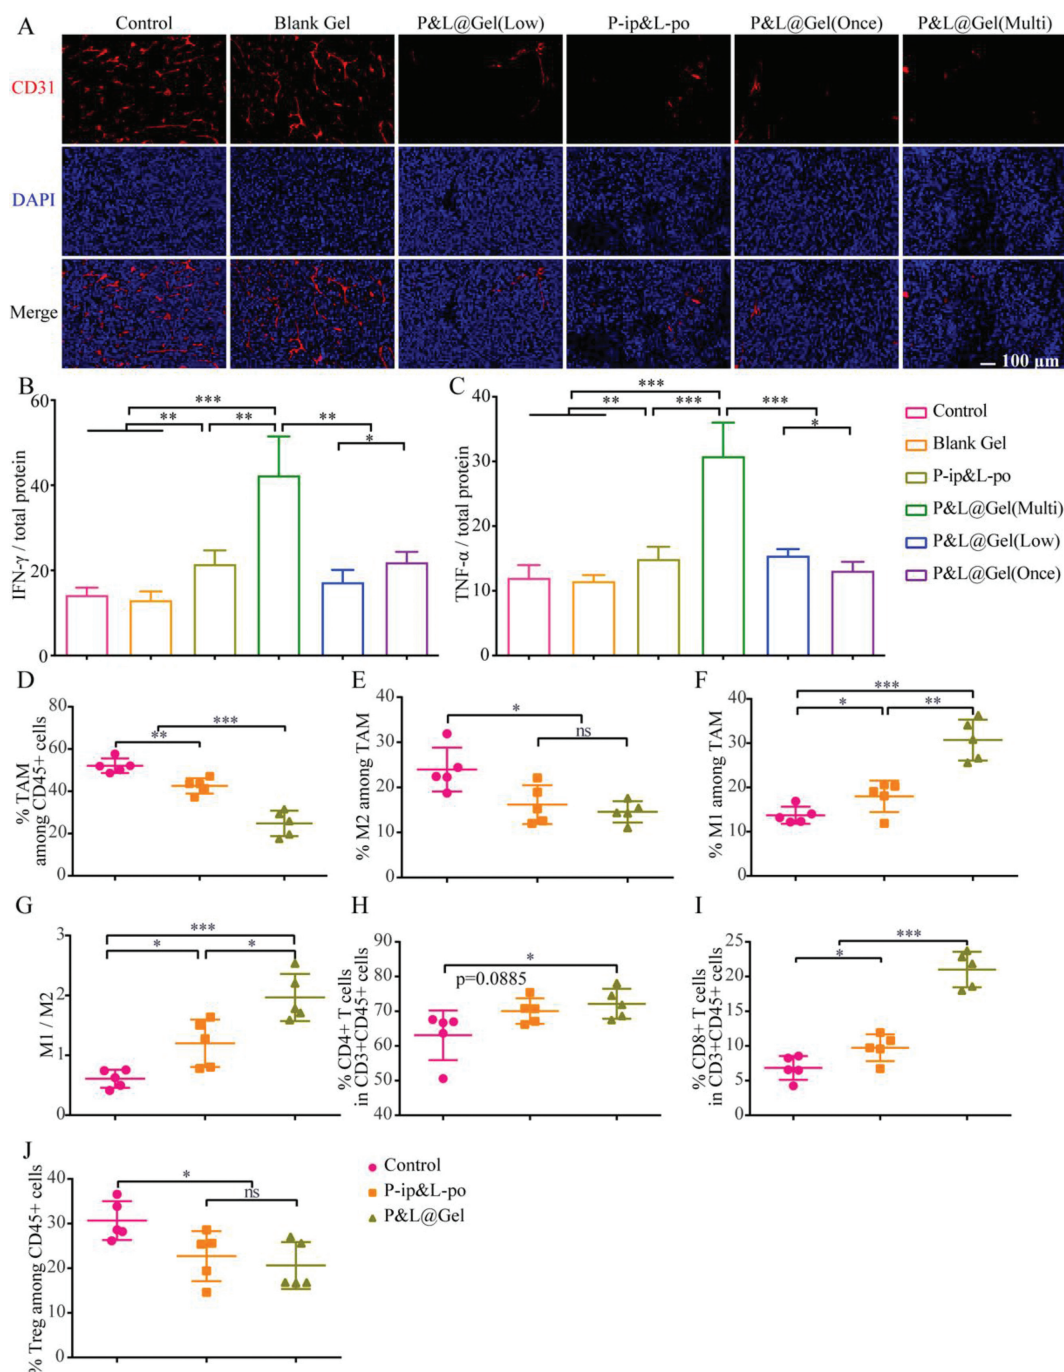 A
Control
Blank Gel
P&L@Gel(Low)
P-ip&L-po
P&L@Gel(Once)
P&L@Gel(Multi)
CD31
DAPI
Merge
100 μm
B
IFN-γ / total protein
60
40
20
0
***
**
**
**
*
C
TNF-α / total protein
40
30
20
10
0
***
**
***
***
*
Control
Blank Gel
P-ip&L-po
P&L@Gel(Multi)
P&L@Gel(Low)
P&L@Gel(Once)
D
% TAM
among CD45+ cells
80
60
40
20
0
***
**
E
% M2 among TAM
40
30
20
10
0
*
ns
F
% M1 among TAM
40
30
20
10
0
***
*
**
G
M1 / M2
3
2
1
0
***
*
*
H
% CD4+ T cells
in CD3+CD45+ cells
90
80
70
60
50
40
*
p=0.0885
I
% CD8+ T cells
in CD3+CD45+ cells
25
20
15
10
5
0
***
*
J
% Treg among CD45+ cells
40
30
20
10
0
*
ns
Control
P-ip&L-po
P&L@Gel